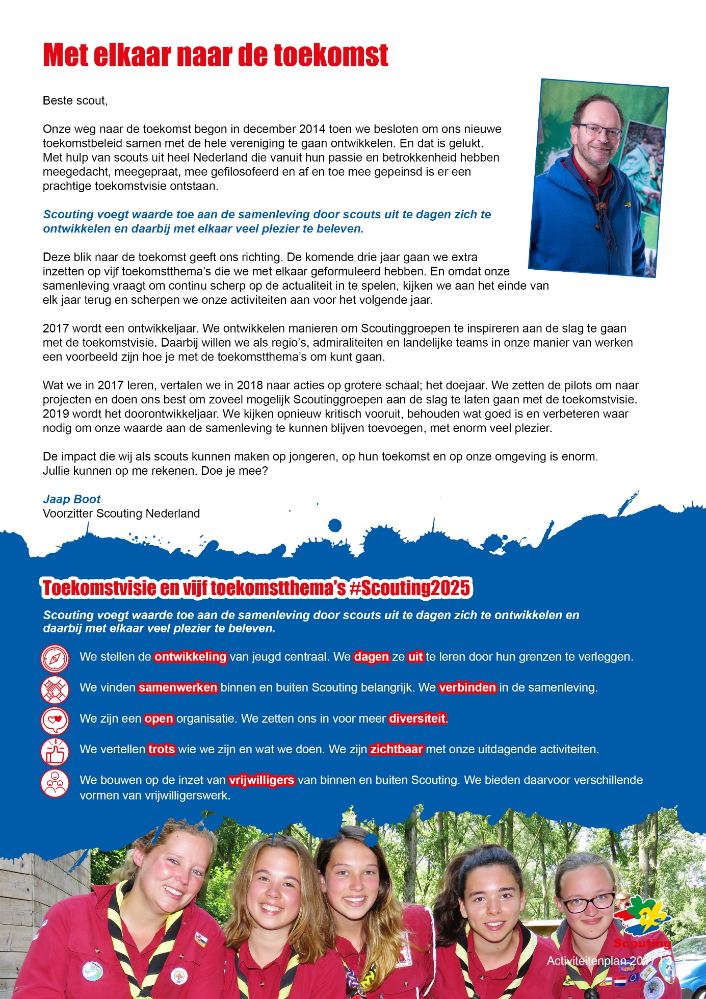 Met elkaar naar de toekomst
Beste scout,
Onze weg naar de toekomst begon in december 2014 toen we besloten om ons nieuwe
toekomstbeleid samen met de hele vereniging te gaan ontwikkelen. En dat is gelukt.
Met hulp van scouts uit heel Nederland die vanuit hun passie en betrokkenheid hebben
meegedacht, meegepraat, mee gefilosofeerd en af en toe mee gepeinsd is er een
prachtige toekomstvisie ontstaan.
Scouting voegt waarde toe aan de samenleving door scouts uit te dagen zich te
ontwikkelen en daarbij met elkaar veel plezier te beleven.
Deze blik naar de toekomst geeft ons richting. De komende drie jaar gaan we extra
inzetten op vijf toekomstthema’s die we met elkaar geformuleerd hebben. En omdat onze
samenleving vraagt om continu scherp op de actualiteit in te spelen, kijken we aan het einde van
elk jaar terug en scherpen we onze activiteiten aan voor het volgende jaar.
2017 wordt een ontwikkeljaar. We ontwikkelen manieren om Scoutinggroepen te inspireren aan de slag te gaan
met de toekomstvisie. Daarbij willen we als regio’s, admiraliteiten en landelijke teams in onze manier van werken
een voorbeeld zijn hoe je met de toekomstthema’s om kunt gaan.
Wat we in 2017 leren, vertalen we in 2018 naar acties op grotere schaal; het doejaar. We zetten de pilots om naar
projecten en doen ons best om zoveel mogelijk Scoutinggroepen aan de slag te laten gaan met de toekomstvisie.
2019 wordt het doorontwikkeljaar. We kijken opnieuw kritisch vooruit, behouden wat goed is en verbeteren waar
nodig om onze waarde aan de samenleving te kunnen blijven toevoegen, met enorm veel plezier.
De impact die wij als scouts kunnen maken op jongeren, op hun toekomst en op onze omgeving is enorm.
Jullie kunnen op me rekenen. Doe je mee?
Jaap Boot
Voorzitter Scouting Nederland
Toekomstvisie en vijf toekomstthema's #Scouting2025
Scouting voegt waarde toe aan de samenleving door scouts uit te dagen zich te ontwikkelen en
daarbij met elkaar veel plezier te beleven.
We stellen de ontwikkeling van jeugd centraal. We dagen ze uit te leren door hun grenzen te verleggen.
We vinden samenwerken binnen en buiten Scouting belangrijk. We verbinden in de samenleving.
We zijn een open organisatie. We zetten ons in voor meer diversiteit.
We vertellen trots wie we zijn en wat we doen. We zijn zichtbaar met onze uitdagende activiteiten.
We bouwen op de inzet van vrijwilligers van binnen en buiten Scouting. We bieden daarvoor verschillende
vormen van vrijwilligerswerk.
Scouting
Activiteitenplan 2017 | 3